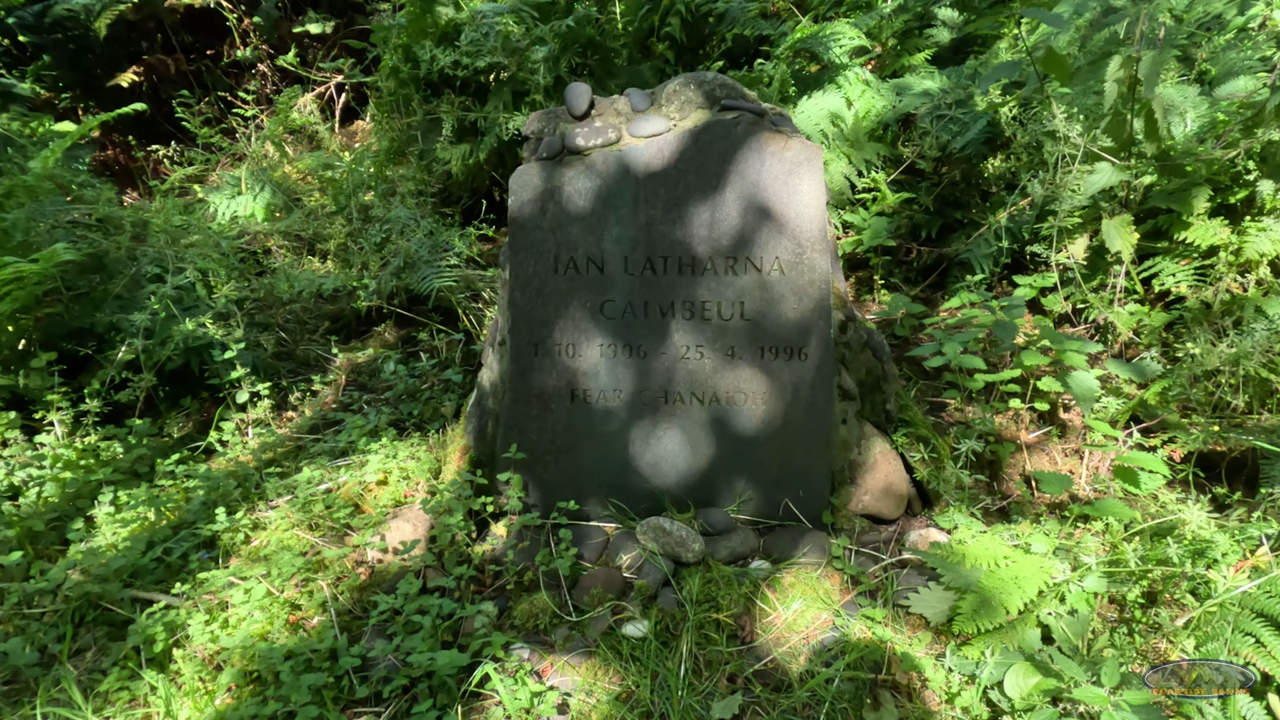 IAN LATHARNA
CAIMBEUL
1. 10. 1906 - 25. 4. 1996
FEAR CHANAIDH